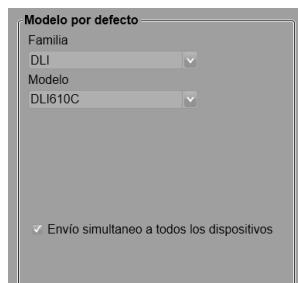 Modelo por defecto
Familia
DLI
Modelo
DLI610C
Envío simultaneo a todos los dispositivos